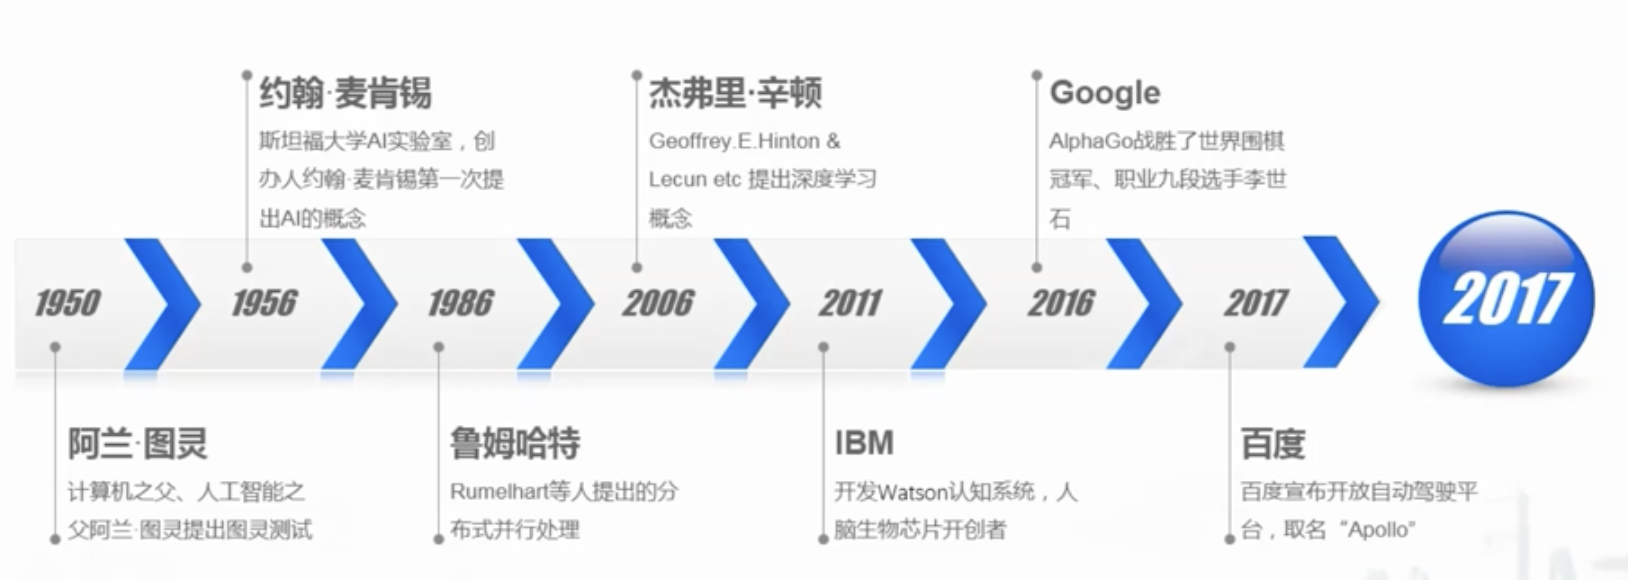 约翰·麦肯锡
斯坦福大学AI实验室，创
办人约翰·麦肯锡第一次提
出AI的概念
杰弗里·辛顿
Geoffrey.E.Hinton &
Lecun etc 提出深度学习
概念
Google
AlphaGo战胜了世界围棋
冠军、职业九段选手李世
石
1950
1956
1986
2006
2011
2016
2017
2017
阿兰·图灵
计算机之父、人工智能之
父阿兰·图灵提出图灵测试
鲁姆哈特
Rumelhart等人提出的分
布式并行处理
IBM
开发Watson认知系统，人
脑生物芯片开创者
百度
百度宣布开放自动驾驶平
台，取名“Apollo”